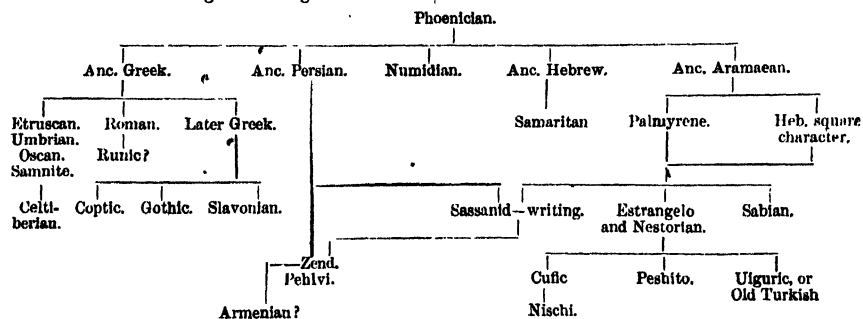 Phoenician.
Anc. Greek. Anc. Persian. Numidian. Anc. Hebrew. Anc. Aramaean.
Etruscan. Roman. Later Greek. Samaritan Palmyrene. Heb. square
Umbrian. character.
Oscan. Runic?
Samnite.
Celti- Coptic. Gothic. Slavonian. Sassanid—writing. Estrangelo Sabian.
berian. and Nestorian.
Zend.
Pehlvi. Cufic Peshito. Uiguric, or
Old Turkish
Armenian? Nischi.